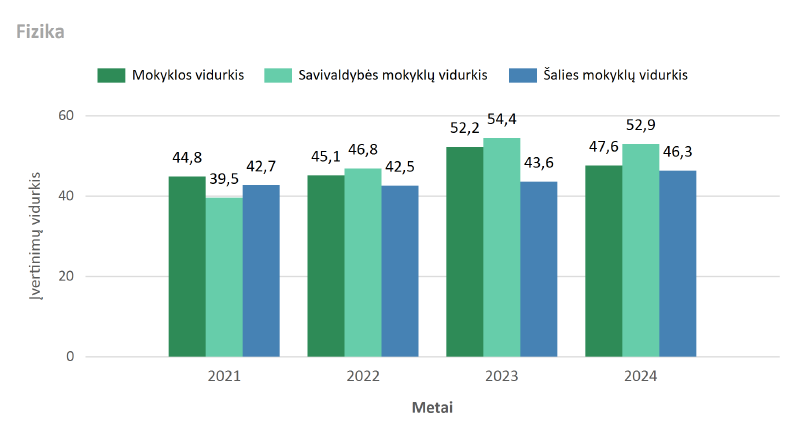 Fizika
Mokyklos vidurkis Savivaldybės mokyklų vidurkis Šalies mokyklų vidurkis
Įvertinimų vidurkis
60
40
20
0
44,8 39,5 42,7
45,1 46,8 42,5
52,2 54,4 43,6
47,6 52,9 46,3
2021 2022 2023 2024
Metai